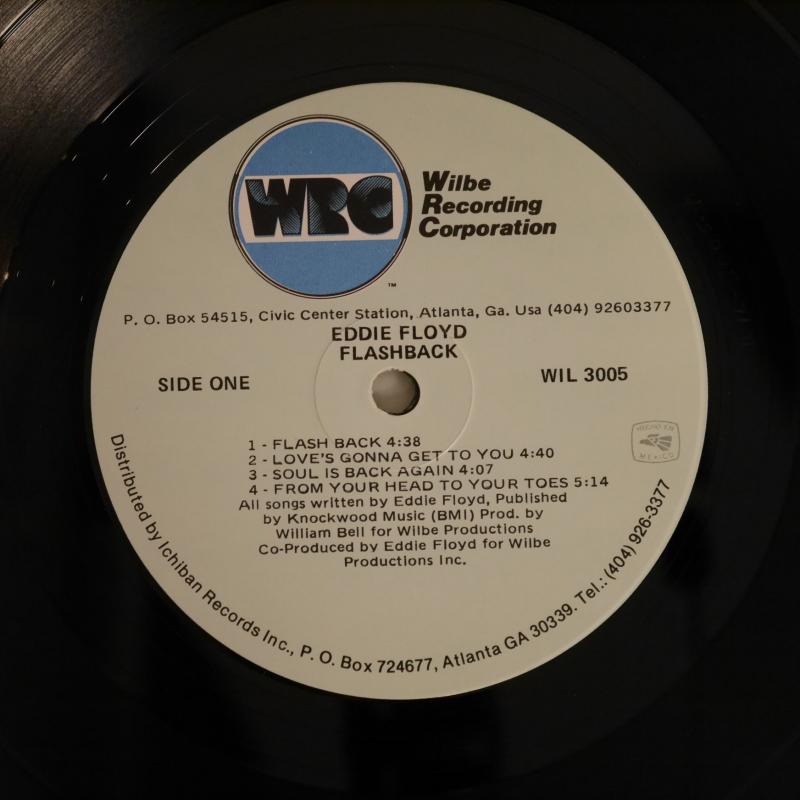 WRC
Wilbe
Recording
Corporation
TM
P. O. Box 54515, Civic Center Station, Atlanta, Ga. Usa (404) 92603377
EDDIE FLOYD
FLASHBACK
SIDE ONE
WIL 3005
1 - FLASH BACK 4:38
2 - LOVE'S GONNA GET TO YOU 4:40
3 - SOUL IS BACK AGAIN 4:07
4 - FROM YOUR HEAD TO YOUR TOES 5:14
All songs written by Eddie Floyd, Published
by Knockwood Music (BMI) Prod. by
William Bell for Wilbe Productions
Co-Produced by Eddie Floyd for Wilbe
Productions Inc.
HECHO EN
MEXICO
Distributed by Ichiban Records Inc., P. O. Box 724677, Atlanta GA 30339. Tel.: (404) 926-3377